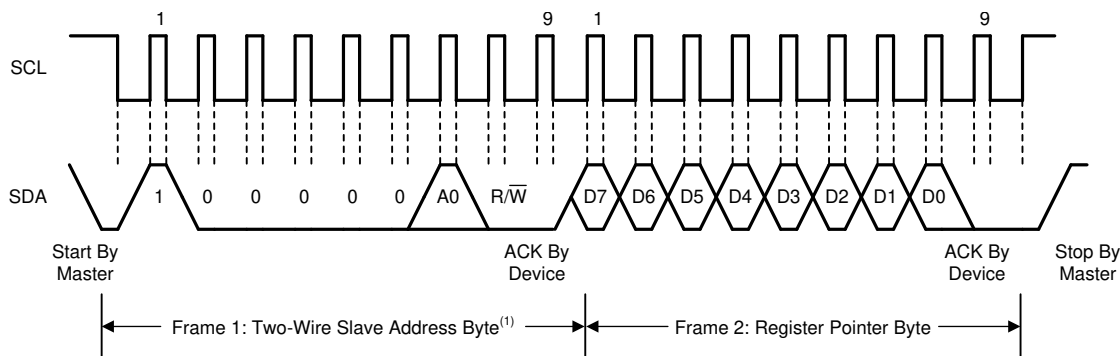 1 9 1 9
SCL
SDA 1 0 0 0 0 0 A0 R/W̅ D7 D6 D5 D4 D3 D2 D1 D0
Start By ACK By ACK By Stop By
Master Device Device Master
Frame 1: Two-Wire Slave Address Byte(1) Frame 2: Register Pointer Byte